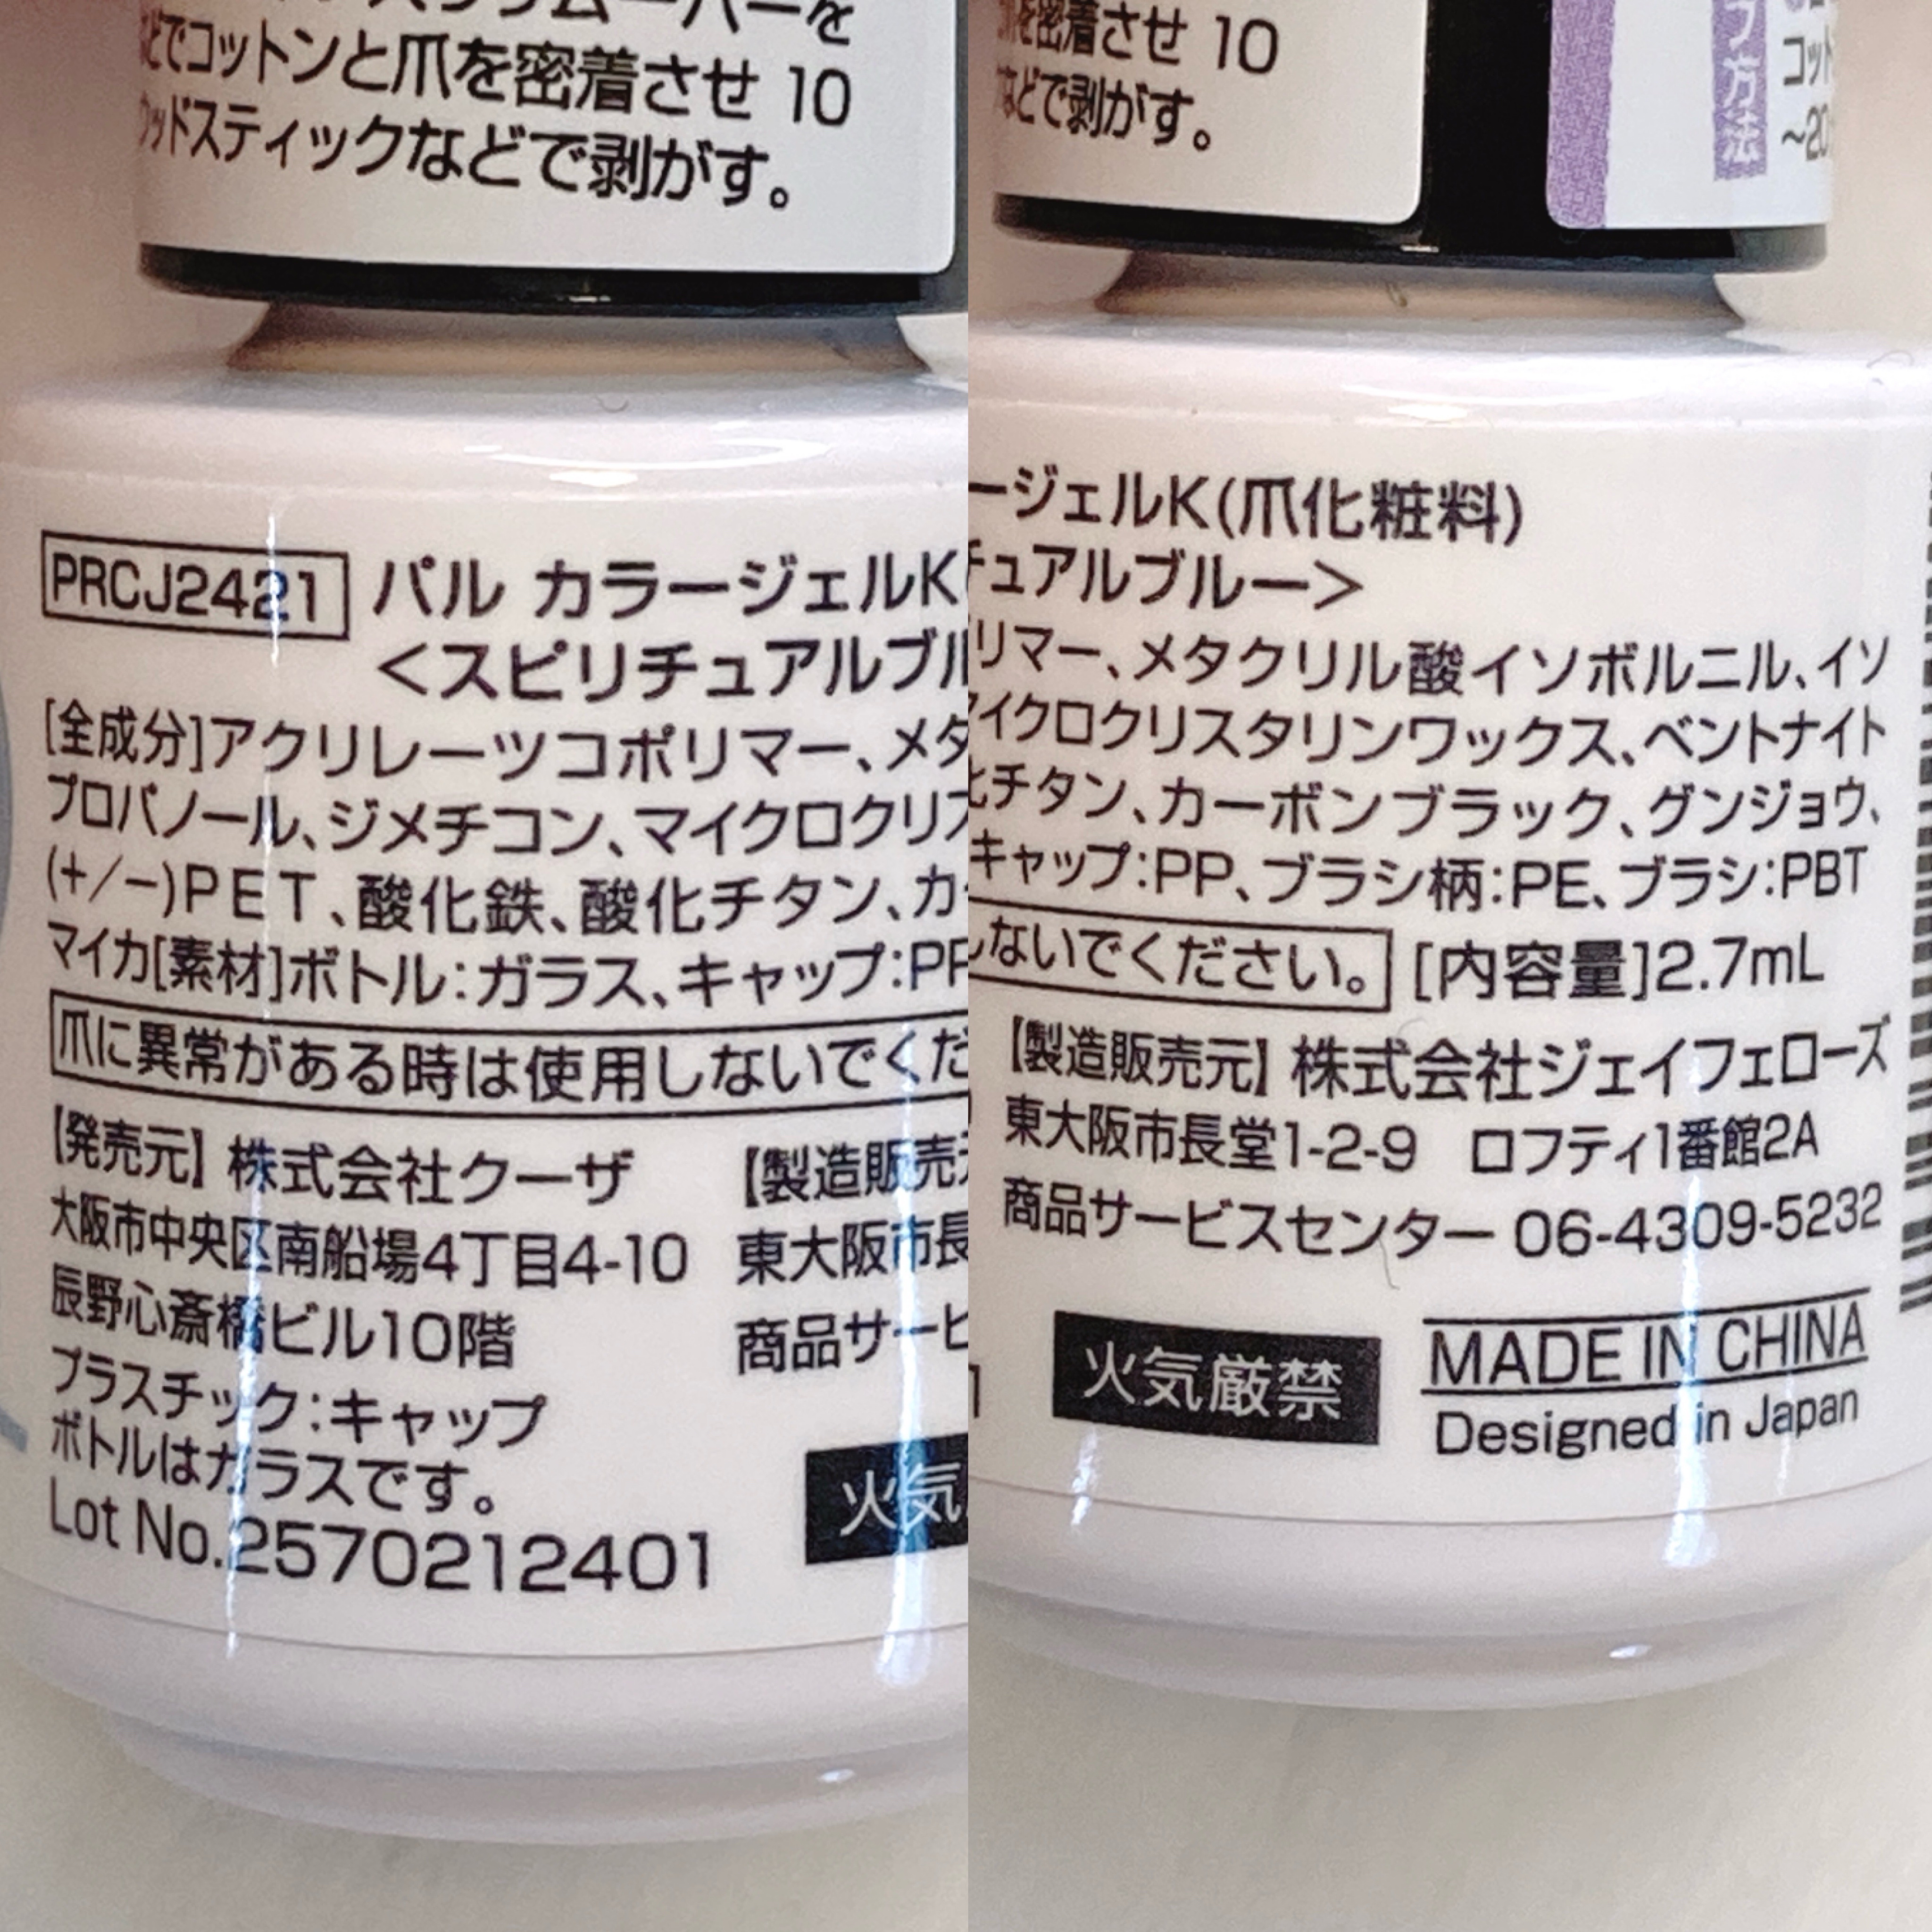 コットンと爪を密着させ 10
ウッドスティックなどで剥がす。
PRCJ2421 パル カラージェルK
<スピリチュアルブル
[全成分]アクリレーツコポリマー、メタ
プロパノール、ジメチコン、マイクロクリス
(+/−)PET、酸化鉄、酸化チタン、カ
マイカ[素材]ボトル:ガラス、キャップ:PP
爪に異常がある時は使用しないでくだ
【発売元】株式会社クーザ
大阪市中央区南船場4丁目4-10
辰野心斎橋ビル10階
【製造販売元
東大阪市長
商品サービ
プラスチック:キャップ
ボトルはガラスです。
Lot No.2570212401
火気
を密着させ 10
などで剥がす。
方法
コット
~20
ージェルK(爪化粧料)
チュアルブルー>
リマー、メタクリル酸イソボルニル、イソ
マイクロクリスタリンワックス、ベントナイト
化チタン、カーボンブラック、グンジョウ、
キャップ:PP、ブラシ柄:PE、ブラシ:PBT
しないでください。 [内容量]2.7mL
【製造販売元】株式会社ジェイフェローズ
東大阪市長堂1-2-9 ロフティ1番館2A
商品サービスセンター 06-4309-5232
火気厳禁
MADE IN CHINA
Designed in Japan